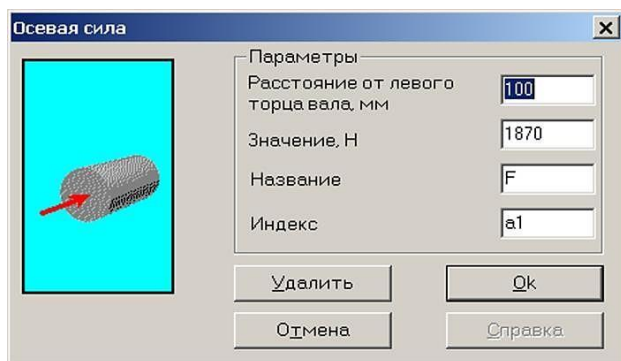 Осевая сила
Параметры
Расстояние от левого
торца вала, мм
100
Значение, Н
1870
Название
F
Индекс
a1
Удалить
Ok
Отмена
Справка